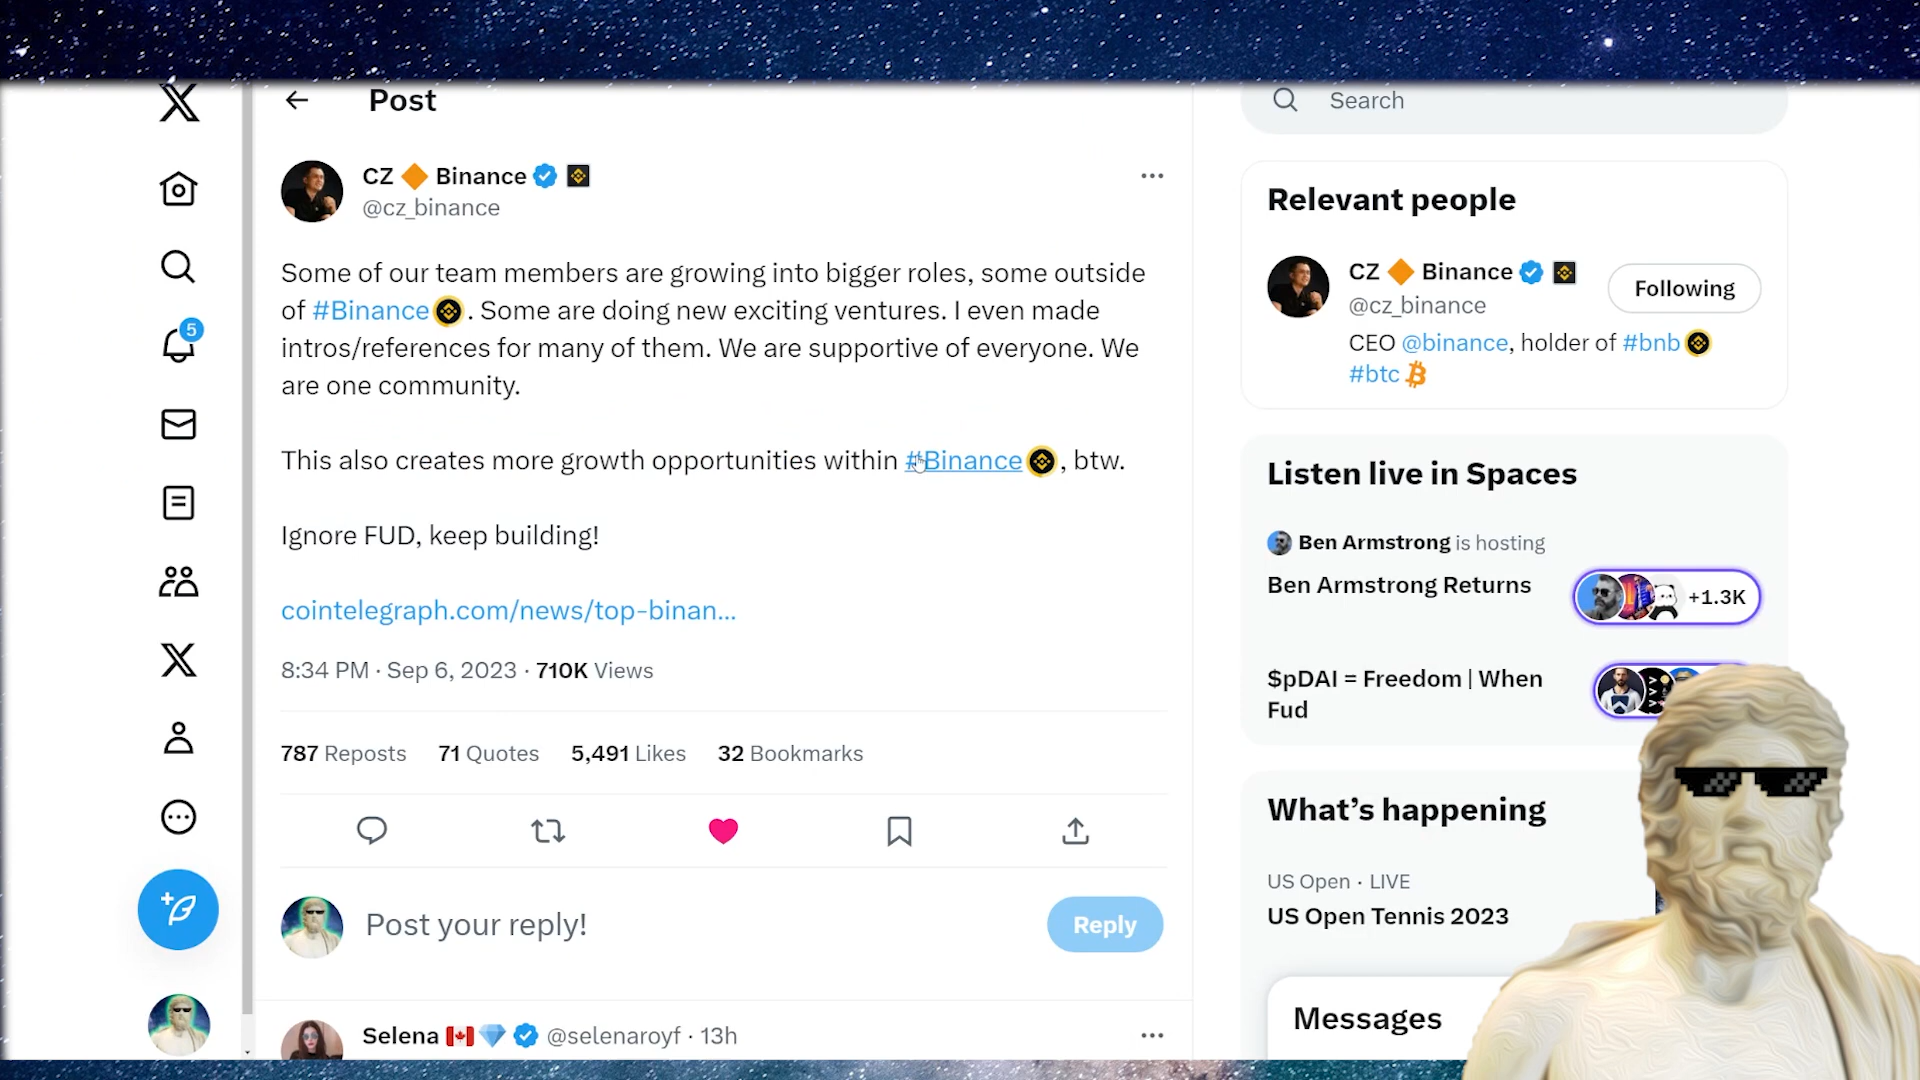 Post
Search
CZ 🔶 Binance
@cz_binance
Some of our team members are growing into bigger roles, some outside
of #Binance. Some are doing new exciting ventures. I even made
intros/references for many of them. We are supportive of everyone. We
are one community.
This also creates more growth opportunities within #Binance, btw.
Ignore FUD, keep building!
cointelegraph.com/news/top-binan...
8:34 PM · Sep 6, 2023 · 710K Views
787 Reposts 71 Quotes 5,491 Likes 32 Bookmarks
Post your reply!
Reply
Selena 🇨🇦💎 @selenaroyf · 13h
5
Relevant people
CZ 🔶 Binance
@cz_binance
Following
CEO @binance, holder of #bnb
#btc
Listen live in Spaces
Ben Armstrong is hosting
Ben Armstrong Returns
+1.3K
$pDAI = Freedom | When
Fud
What's happening
US Open · LIVE
US Open Tennis 2023
Messages